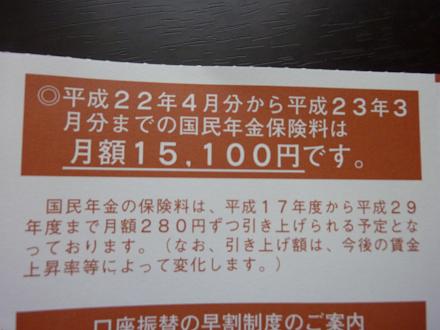 ◎平成22年4月分から平成23年3
月分までの国民年金保険料は
月額15,100円です。
国民年金の保険料は、平成17年度から平成29
年度まで月額280円ずつ引き上げられる予定とな
っております。（なお、引き上げ額は、今後の賃金
上昇率等によって変化します。）
口座振替の早割制度のご案内